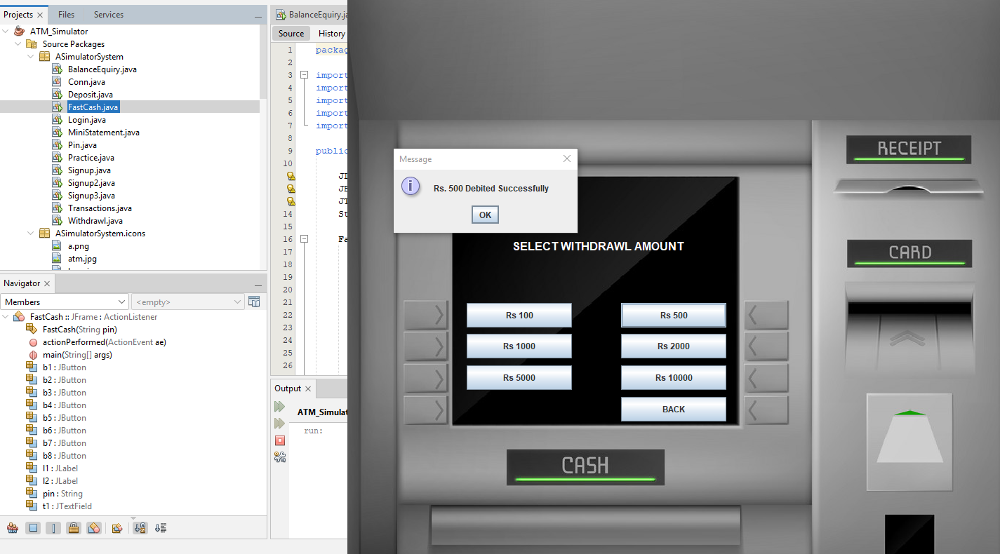 Projects
Files
Services
ATM_Simulator
Source Packages
ASimulatorSystem
BalanceEquiry.java
Conn.java
Deposit.java
FastCash.java
Login.java
MiniStatement.java
Pin.java
Practice.java
Signup.java
Signup2.java
Signup3.java
Transactions.java
Withdrawl.java
ASimulatorSystem.icons
a.png
atm.jpg
Navigator
Members
<empty>
FastCash :: JFrame : ActionListener
FastCash(String pin)
actionPerformed(ActionEvent ae)
main(String[] args)
b1 : JButton
b2 : JButton
b3 : JButton
b4 : JButton
b5 : JButton
b6 : JButton
b7 : JButton
b8 : JButton
l1 : JLabel
l2 : JLabel
pin : String
t1 : JTextField
BalanceEquiry.ja
Source
History
1 packag
2
3 import
4 import
5 import
6 import
7 import
8
9 public
10
JL
JB
JT
14 St
15
16 Fa
17
18
19
20
21
22
23
24
25
26
Output
ATM_Simulat
run:
Message
Rs. 500 Debited Successfully
OK
SELECT WITHDRAWL AMOUNT
Rs 100
Rs 500
Rs 1000
Rs 2000
Rs 5000
Rs 10000
BACK
CASH
RECEIPT
CARD